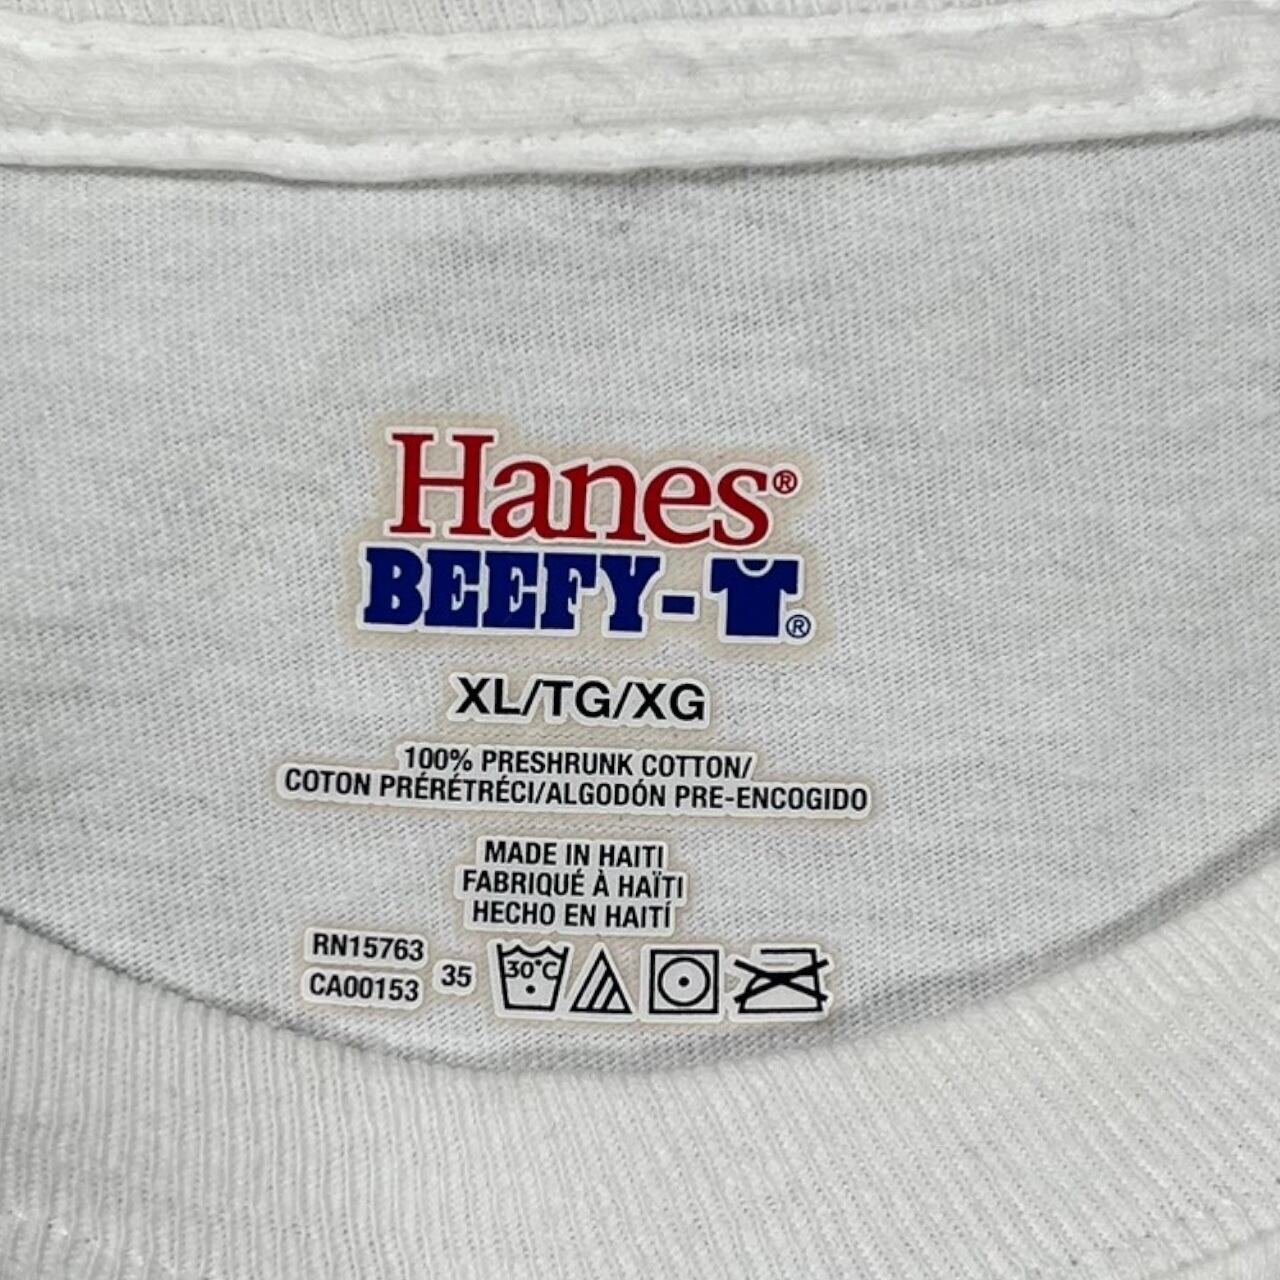 Hanes®
BEEFY-T®
XL/TG/XG
100% PRESHRUNK COTTON/
COTON PRÉRÉTRÉCI/ALGODÓN PRE-ENCOGIDO
MADE IN HAITI
FABRIQUÉ À HAÏTI
HECHO EN HAITÍ
RN15763
CA00153
35
30°C